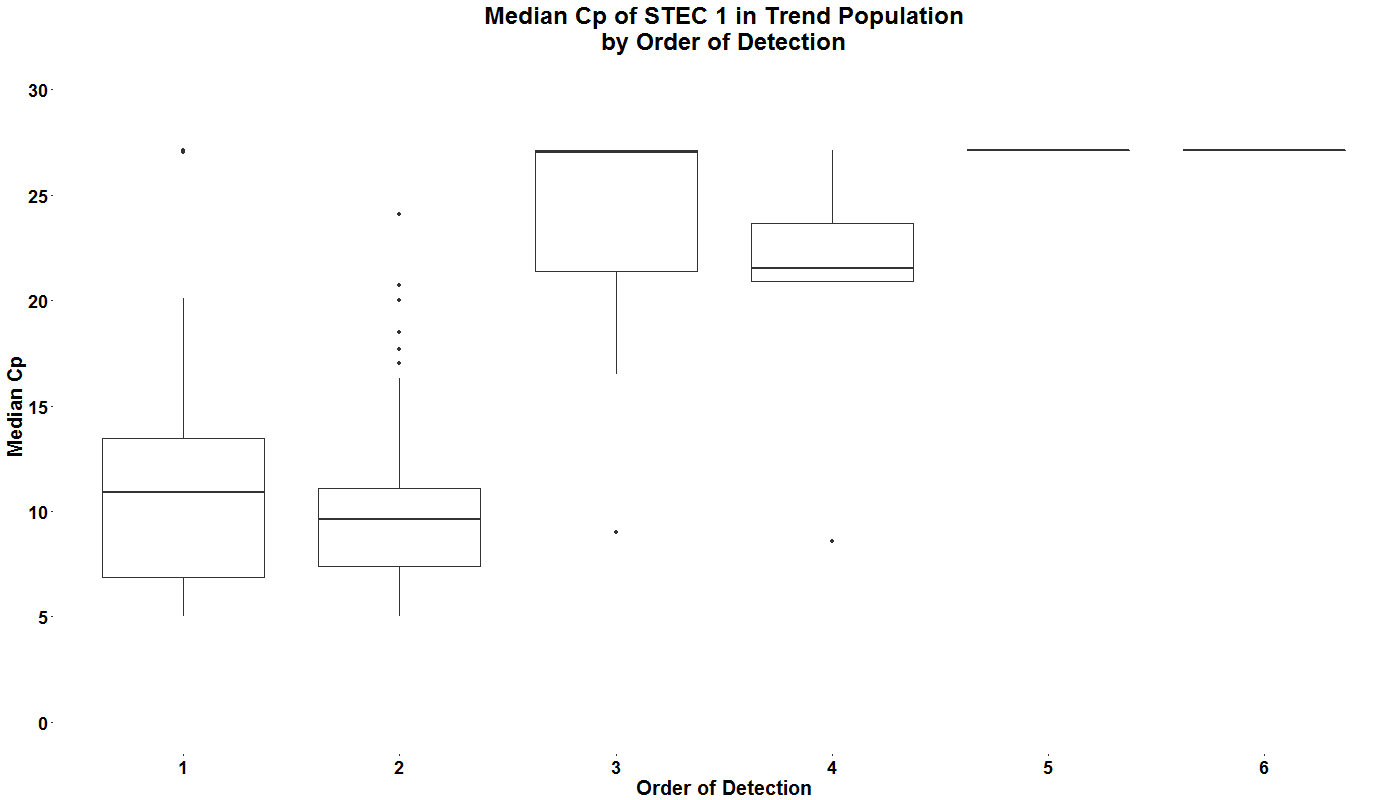 Median Cp of STEC 1 in Trend Population
by Order of Detection
30
25
20
15
10
5
0
Median Cp
1 2 3 4 5 6
Order of Detection